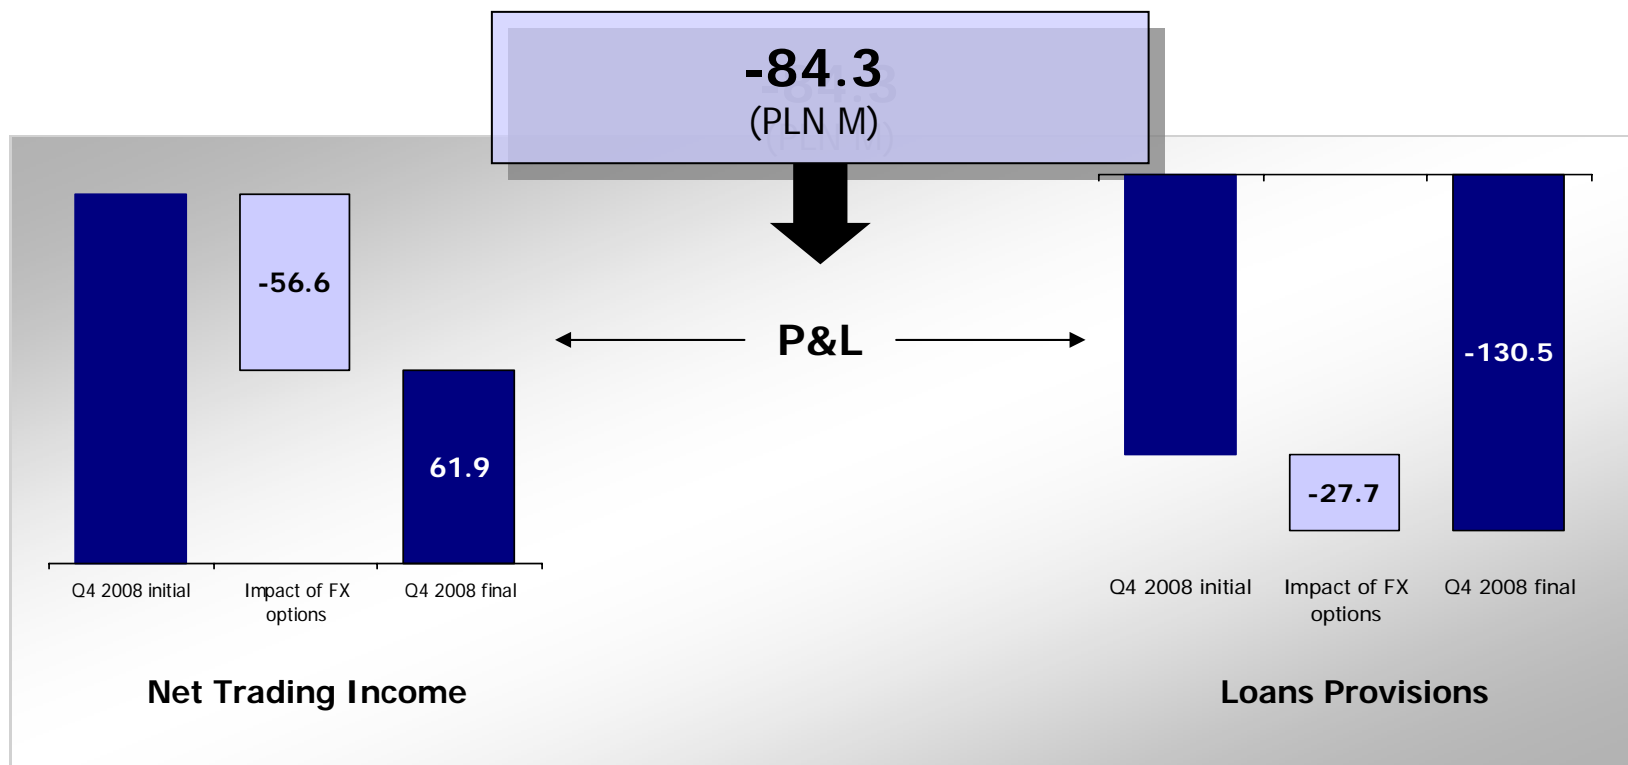 -84.3
(PLN M)
-56.6
61.9
Q4 2008 initial
Impact of FX
options
Q4 2008 final
Net Trading Income
P&L
-130.5
-27.7
Q4 2008 initial
Impact of FX
options
Q4 2008 final
Loans Provisions